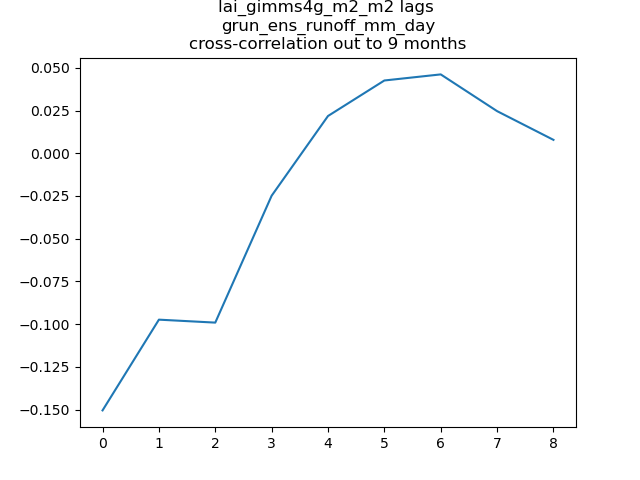 lai_gimms4g_m2_m2 lags
grun_ens_runoff_mm_day
cross-correlation out to 9 months
0.050
0.025
0.000
−0.025
−0.050
−0.075
−0.100
−0.125
−0.150
0 1 2 3 4 5 6 7 8